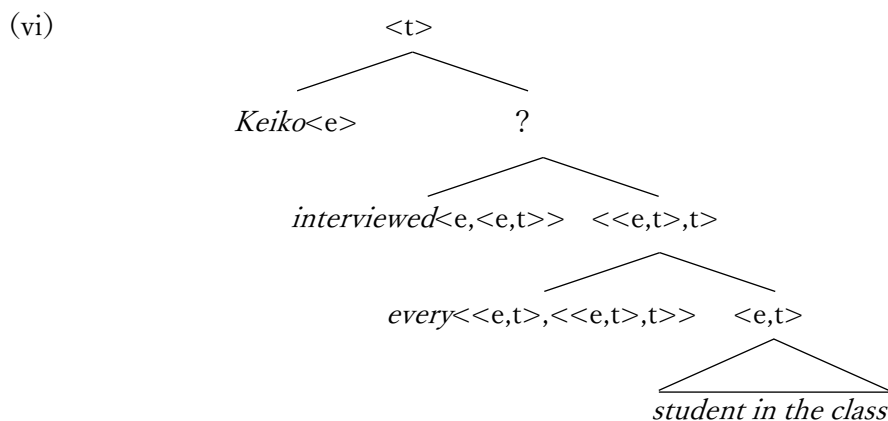 (vi) <t>
Keiko<e> ?
interviewed<e,<e,t>> <<e,t>,t>
every<<e,t>,<<e,t>,t>> <e,t>
student in the class